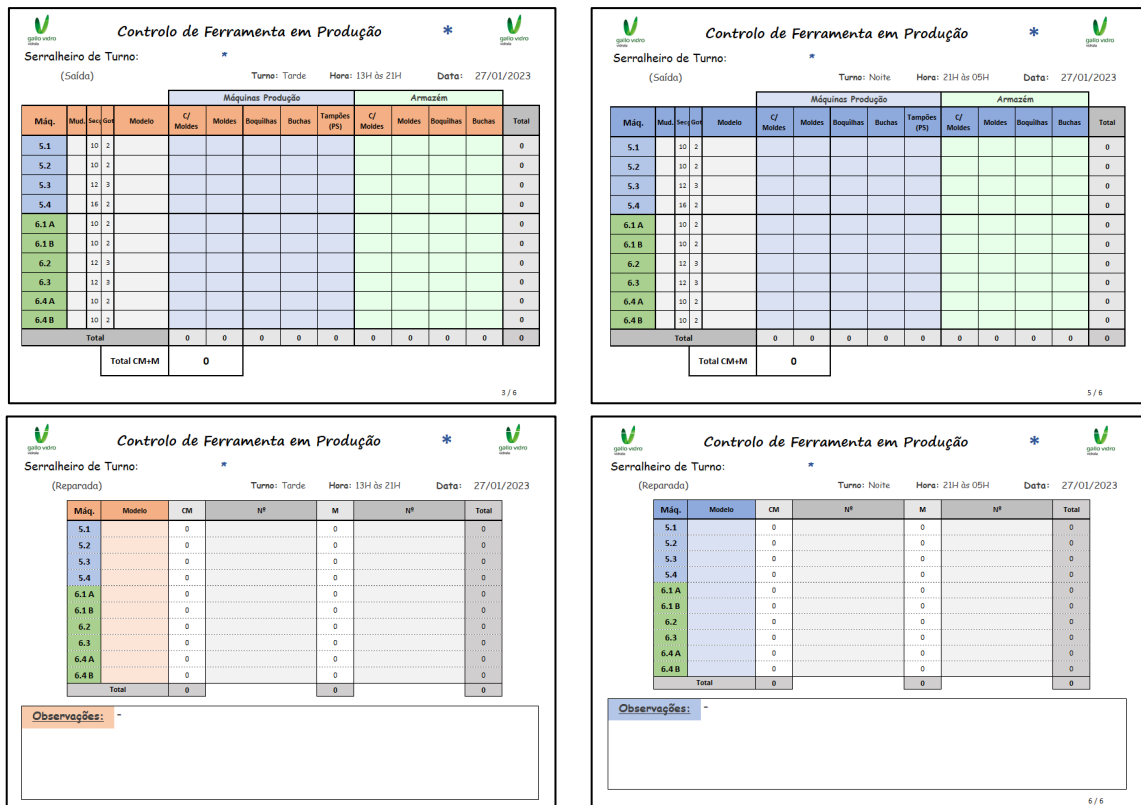 gallo vidro
vidrala
Controlo de Ferramenta em Produção *
gallo vidro
vidrala
Serralheiro de Turno: *
(Saída) Turno: Tarde Hora: 13H às 21H Data: 27/01/2023
Máquinas Produção Armazém
Máq. Mud. Secç Got Modelo C/ Moldes Moldes Boquilhas Buchas Tampões (PS) C/ Moldes Moldes Boquilhas Buchas Total
5.1 10 2 0
5.2 10 2 0
5.3 12 3 0
5.4 16 2 0
6.1 A 10 2 0
6.1 B 10 2 0
6.2 12 3 0
6.3 12 3 0
6.4 A 10 2 0
6.4 B 10 2 0
Total 0 0 0 0 0 0 0 0 0 0
Total CM+M 0
3 / 6
gallo vidro
vidrala
Controlo de Ferramenta em Produção *
gallo vidro
vidrala
Serralheiro de Turno: *
(Saída) Turno: Noite Hora: 21H às 05H Data: 27/01/2023
Máquinas Produção Armazém
Máq. Mud. Secç Got Modelo C/ Moldes Moldes Boquilhas Buchas Tampões (PS) C/ Moldes Moldes Boquilhas Buchas Total
5.1 10 2 0
5.2 10 2 0
5.3 12 3 0
5.4 16 2 0
6.1 A 10 2 0
6.1 B 10 2 0
6.2 12 3 0
6.3 12 3 0
6.4 A 10 2 0
6.4 B 10 2 0
Total 0 0 0 0 0 0 0 0 0 0
Total CM+M 0
5 / 6
gallo vidro
vidrala
Controlo de Ferramenta em Produção *
gallo vidro
vidrala
Serralheiro de Turno: *
(Reparada) Turno: Tarde Hora: 13H às 21H Data: 27/01/2023
Máq. Modelo CM Nº M Nº Total
5.1 0 0 0
5.2 0 0 0
5.3 0 0 0
5.4 0 0 0
6.1 A 0 0 0
6.1 B 0 0 0
6.2 0 0 0
6.3 0 0 0
6.4 A 0 0 0
6.4 B 0 0 0
Total 0 0 0
Observações: -
gallo vidro
vidrala
Controlo de Ferramenta em Produção *
gallo vidro
vidrala
Serralheiro de Turno: *
(Reparada) Turno: Noite Hora: 21H às 05H Data: 27/01/2023
Máq. Modelo CM Nº M Nº Total
5.1 0 0 0
5.2 0 0 0
5.3 0 0 0
5.4 0 0 0
6.1 A 0 0 0
6.1 B 0 0 0
6.2 0 0 0
6.3 0 0 0
6.4 A 0 0 0
6.4 B 0 0 0
Total 0 0 0
Observações: -
6 / 6